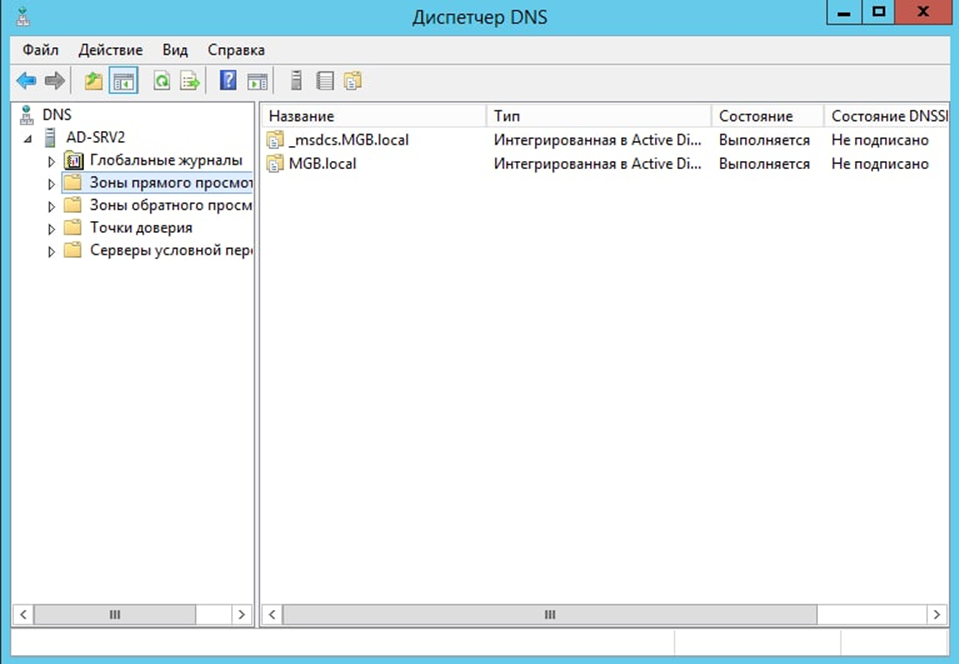 Диспетчер DNS
Файл Действие Вид Справка
DNS
AD-SRV2
Глобальные журналы
Зоны прямого просмот
Зоны обратного просм
Точки доверия
Серверы условной пере
Название Тип Состояние Состояние DNSSI
_msdcs.MGB.local Интегрированная в Active Di... Выполняется Не подписано
MGB.local Интегрированная в Active Di... Выполняется Не подписано